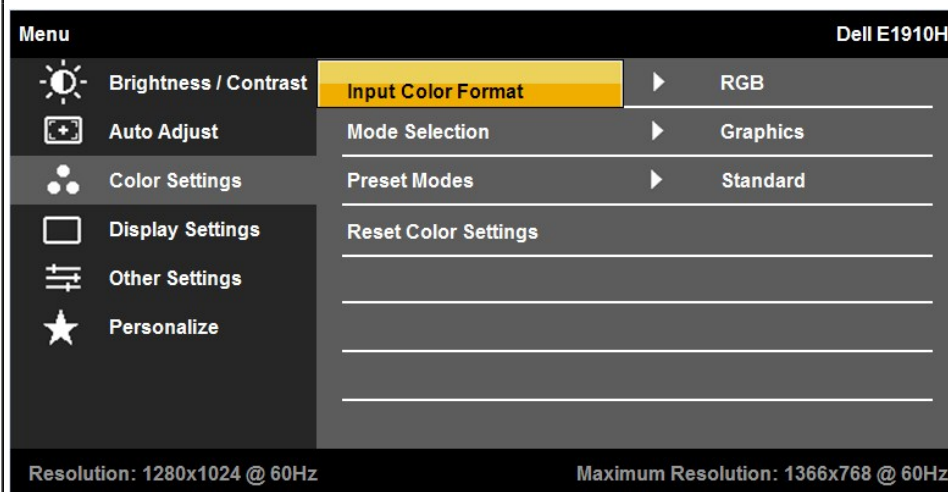 Menu Dell E1910H
Brightness / Contrast Input Color Format RGB
Auto Adjust Mode Selection Graphics
Color Settings Preset Modes Standard
Display Settings Reset Color Settings
Other Settings
Personalize
Resolution: 1280x1024 @ 60Hz Maximum Resolution: 1366x768 @ 60Hz